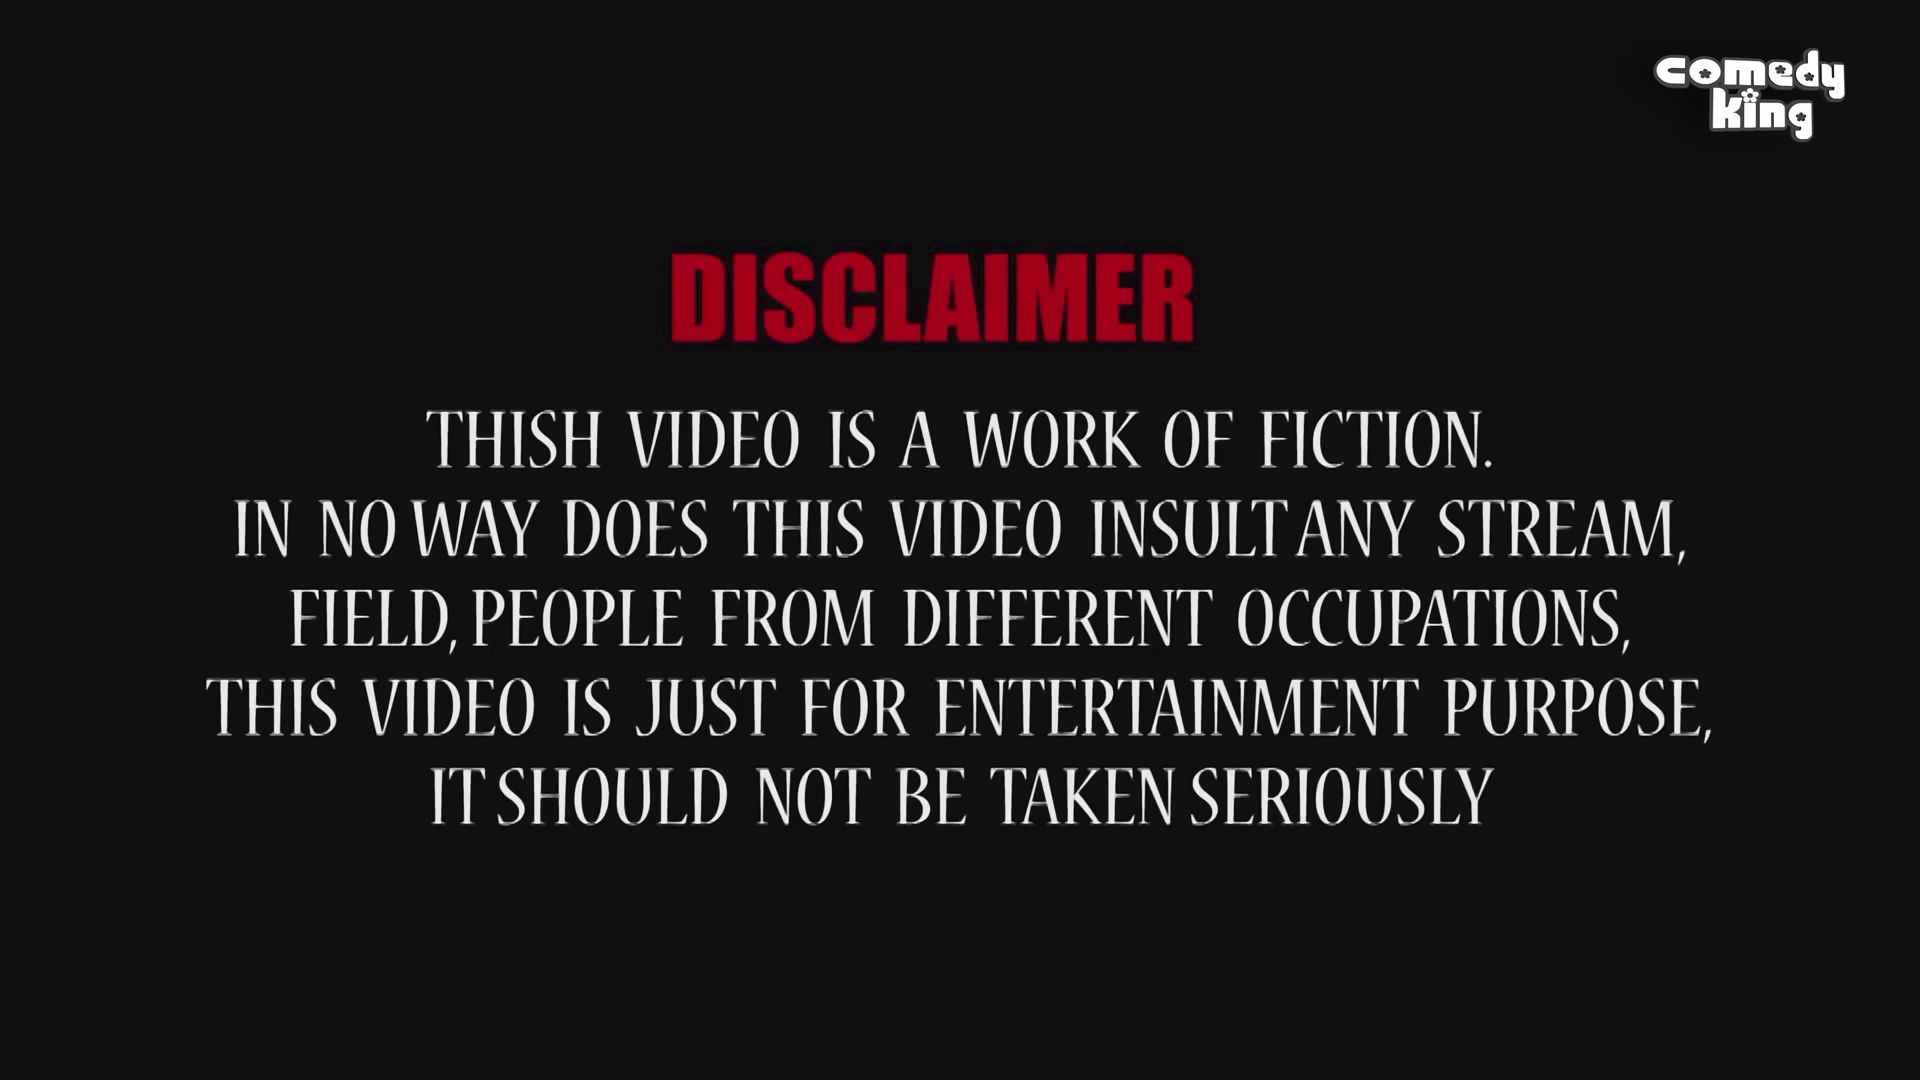 comedy
king
DISCLAIMER
THISH VIDEO IS A WORK OF FICTION.
IN NO WAY DOES THIS VIDEO INSULT ANY STREAM,
FIELD, PEOPLE FROM DIFFERENT OCCUPATIONS,
THIS VIDEO IS JUST FOR ENTERTAINMENT PURPOSE,
IT SHOULD NOT BE TAKEN SERIOUSLY